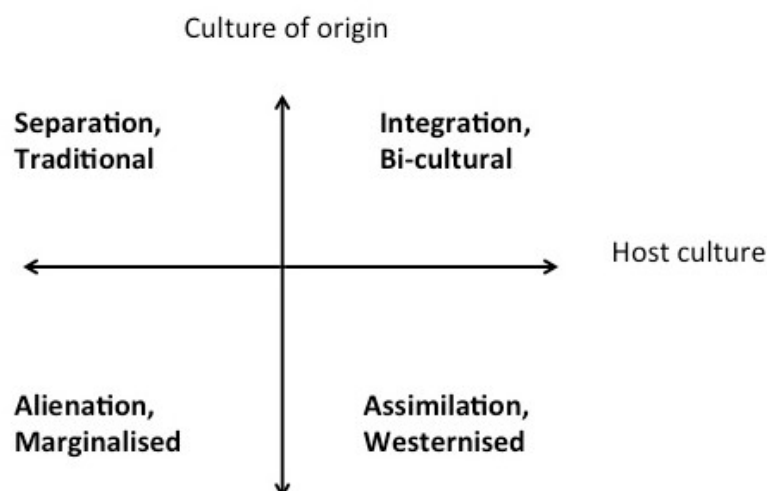 Culture of origin
Separation,
Traditional
Integration,
Bi-cultural
Host culture
Alienation,
Marginalised
Assimilation,
Westernised